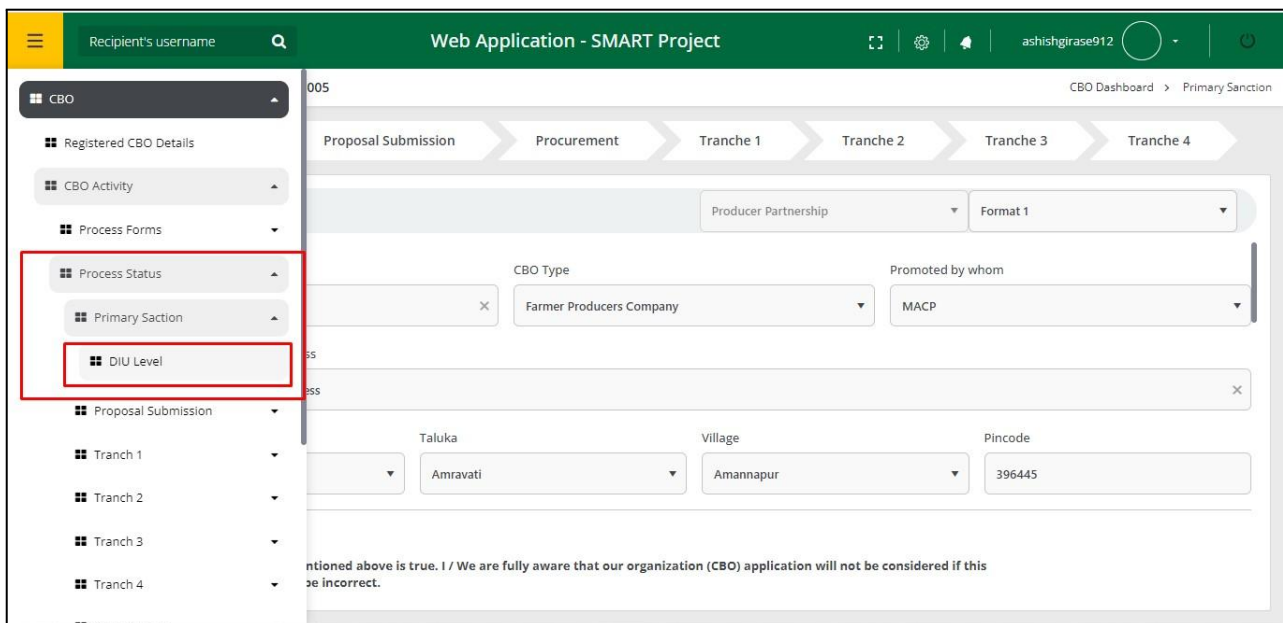 Recipient's username
Web Application - SMART Project
ashishgirase912
CBO
005
CBO Dashboard > Primary Sanction
Registered CBO Details
Proposal Submission
Procurement
Tranche 1
Tranche 2
Tranche 3
Tranche 4
CBO Activity
Producer Partnership
Format 1
Process Forms
Process Status
CBO Type
Promoted by whom
Primary Saction
Farmer Producers Company
MACP
DIU Level
ss
ess
Proposal Submission
Taluka
Village
Pincode
Tranch 1
Amravati
Amannapur
396445
Tranch 2
Tranch 3
ntioned above is true. I / We are fully aware that our organization (CBO) application will not be considered if this
be incorrect.
Tranch 4